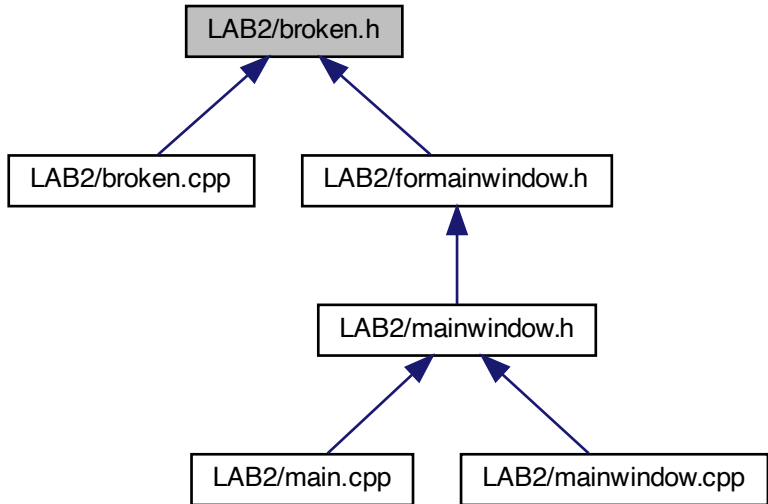 LAB2/broken.h
LAB2/broken.cpp
LAB2/formainwindow.h
LAB2/mainwindow.h
LAB2/main.cpp
LAB2/mainwindow.cpp